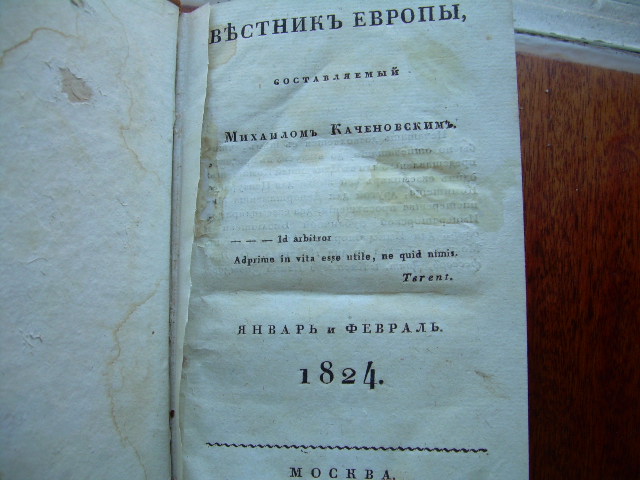 ВѢСТНИКЪ ЕВРОПЫ,
СОСТАВЛЯЕМЫЙ
МИХАИЛОМЪ КАЧЕНОВСКИМЪ.
— — — Id arbitror
Adprime in vita esse utile, ne quid nimis.
Terent.
ЯНВАРЬ и ФЕВРАЛЬ.
1824.
МОСКВА,